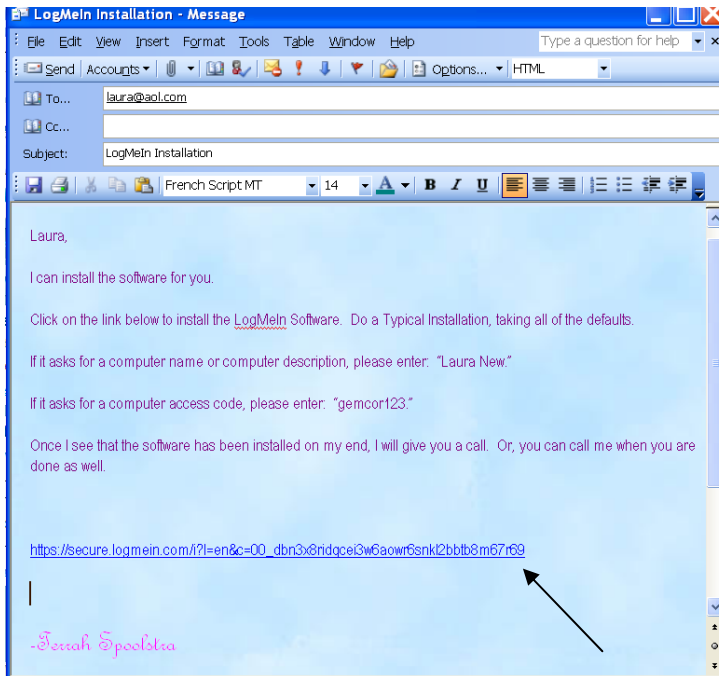 LogMeIn Installation - Message
File Edit View Insert Format Tools Table Window Help Type a question for help
Send Accounts Options... HTML
To... laura@aol.com
Cc...
Subject: LogMeIn Installation
French Script MT 14 A B I U
Laura,
I can install the software for you.
Click on the link below to install the LogMeIn Software. Do a Typical Installation, taking all of the defaults.
If it asks for a computer name or computer description, please enter: “Laura New.”
If it asks for a computer access code, please enter: “gemcor123.”
Once I see that the software has been installed on my end, I will give you a call. Or, you can call me when you are
done as well.
https://secure.logmein.com/i?l=en&c=00_dbn3x8ridqcei3w6aowr6snkl2bbtb8m67r69
-Terrah Spoolstra